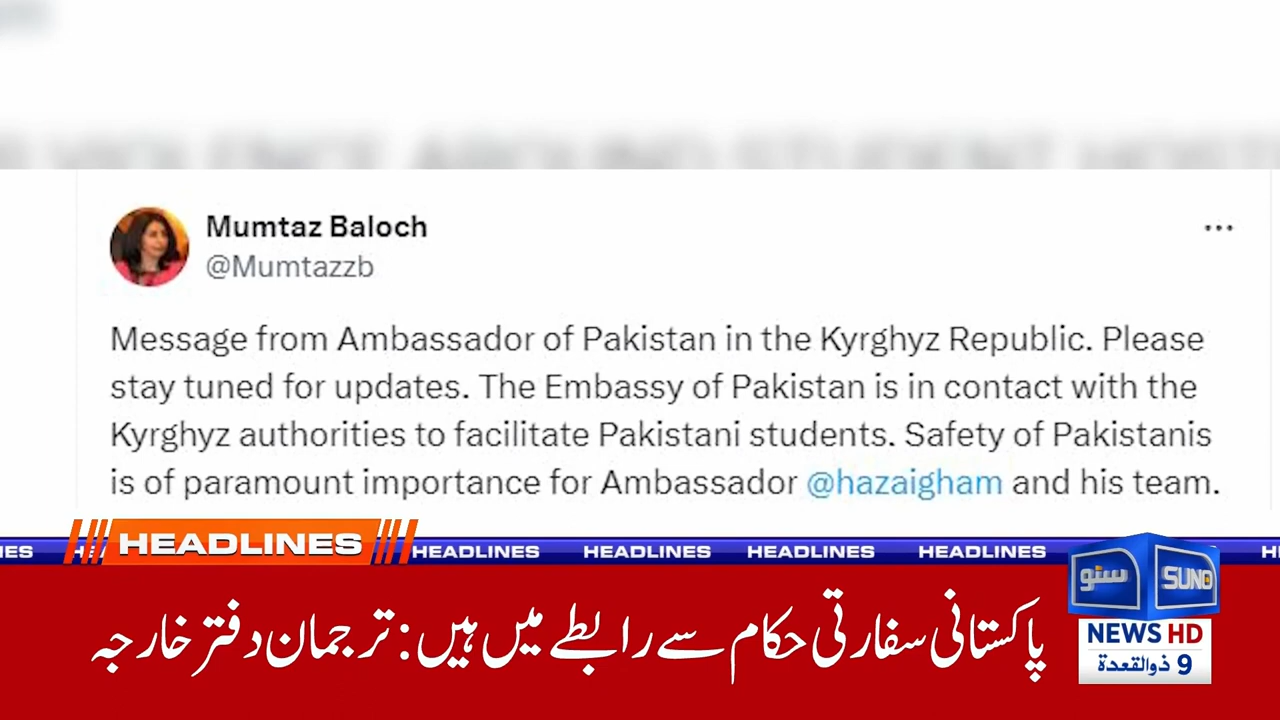 VIOLENCE AROUND STUDENT
Mumtaz Baloch
@Mumtazzb
Message from Ambassador of Pakistan in the Kyrghyz Republic. Please
stay tuned for updates. The Embassy of Pakistan is in contact with the
Kyrghyz authorities to facilitate Pakistani students. Safety of Pakistanis
is of paramount importance for Ambassador @hazaigham and his team.
HEADLINES
HEADLINES HEADLINES HEADLINES HEADLINES
سنو SUNO
NEWS HD
9 ذوالقعدة
پاکستانی سفارتی حکام سے رابطے میں ہیں: ترجمان دفتر خارجہ